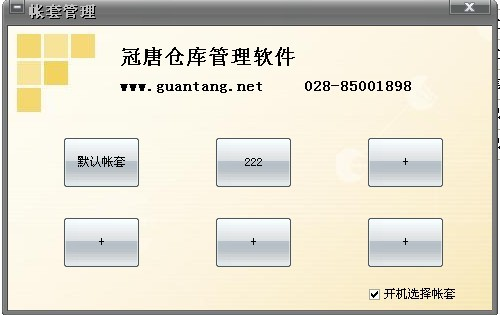 帐套管理
冠唐仓库管理软件
www.guantang.net 028-85001898
默认帐套 222 +
+ + +
开机选择帐套